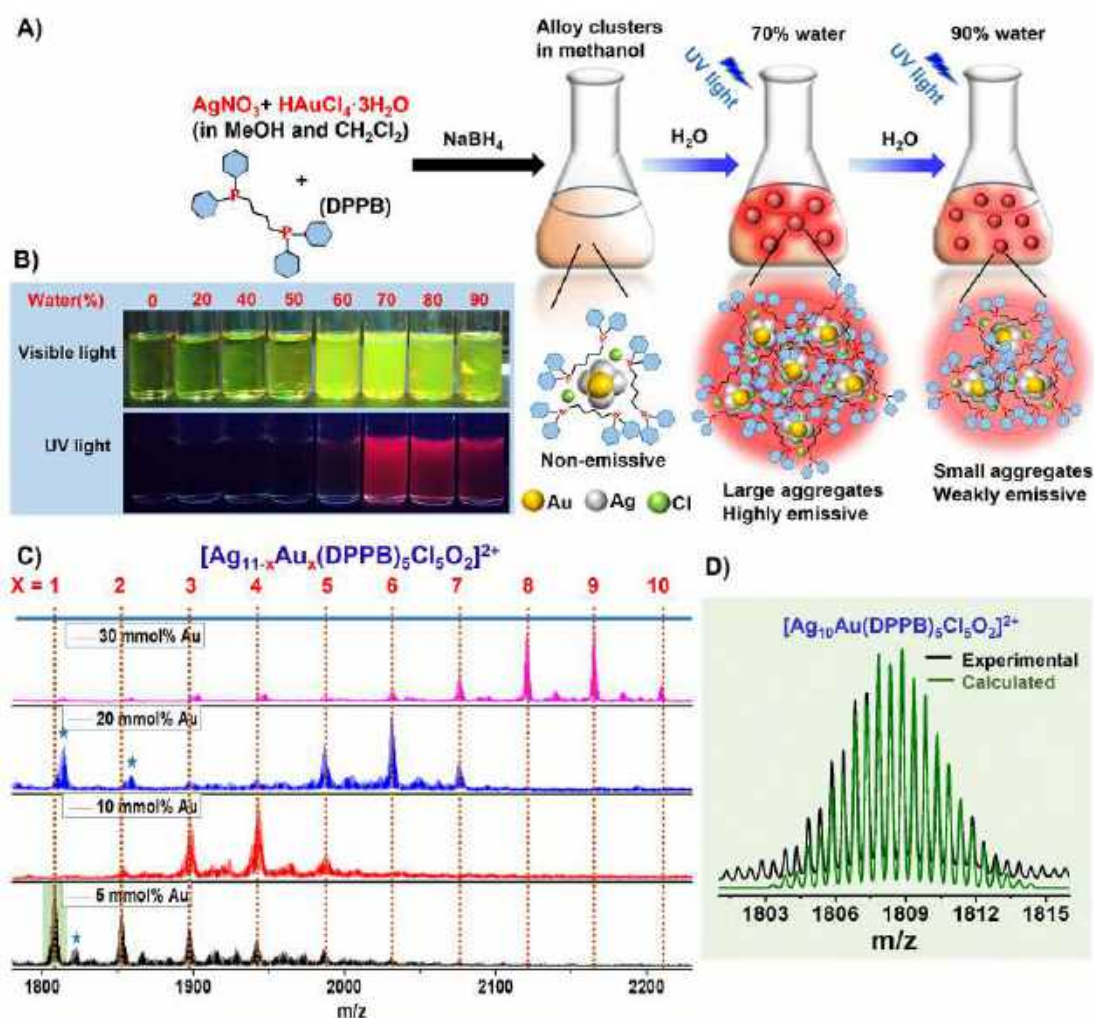 A)
Alloy clusters
in methanol
70% water
90% water
UV light
UV light
AgNO3+ HAuCl4·3H2O
(in MeOH and CH2Cl2)
NaBH4
H2O
H2O
+
P
P
(DPPB)
B)
Water(%) 0 20 40 50 60 70 80 90
Visible light
UV light
Non-emissive
Au Ag Cl
Large aggregates
Highly emissive
Small aggregates
Weakly emissive
C)
[Ag11-xAux(DPPB)5Cl5O2]2+
X = 1 2 3 4 5 6 7 8 9 10
30 mmol% Au
20 mmol% Au
10 mmol% Au
5 mmol% Au
1800 1900 2000 2100 2200
m/z
D)
[Ag10Au(DPPB)5Cl5O2]2+
Experimental
Calculated
1803 1806 1809 1812 1815
m/z